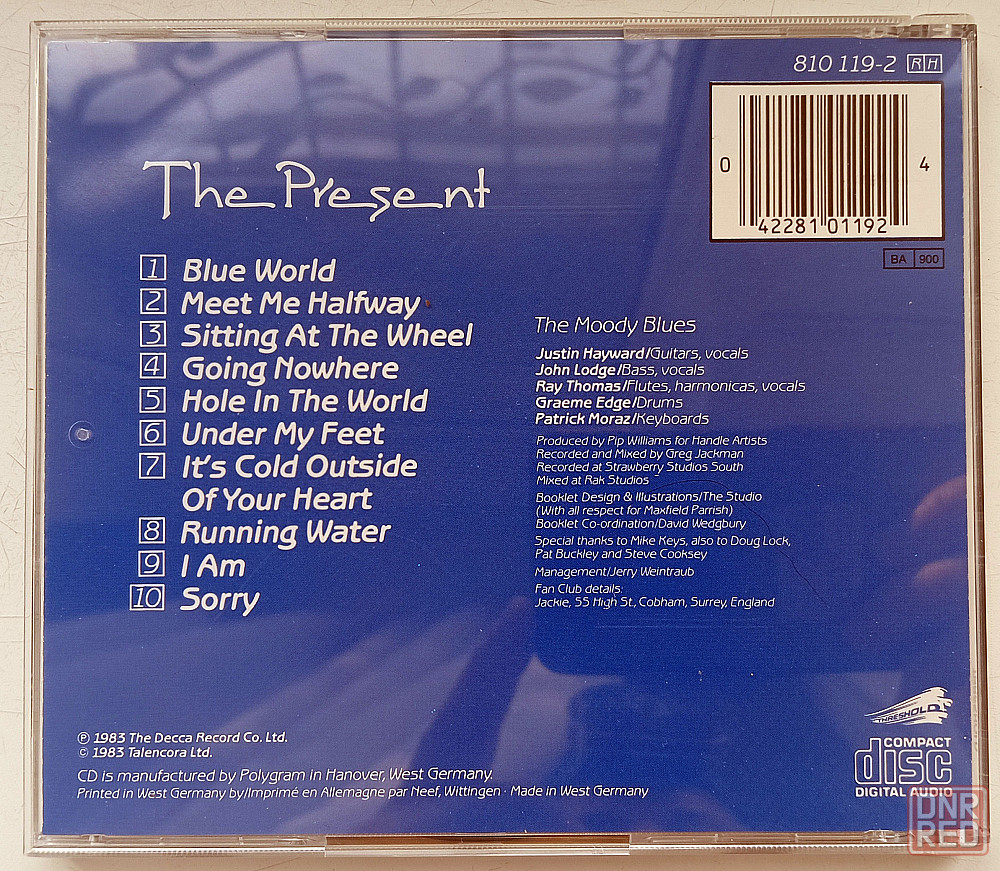 810 119-2 RH
0 42281 01192 4
BA 900
The Present
1 Blue World
2 Meet Me Halfway
3 Sitting At The Wheel
4 Going Nowhere
5 Hole In The World
6 Under My Feet
7 It's Cold Outside
Of Your Heart
8 Running Water
9 I Am
10 Sorry
The Moody Blues
Justin Hayward/Guitars, vocals
John Lodge/Bass, vocals
Ray Thomas/Flutes, harmonicas, vocals
Graeme Edge/Drums
Patrick Moraz/Keyboards
Produced by Pip Williams for Handle Artists
Recorded and Mixed by Greg Jackman
Recorded at Strawberry Studios South
Mixed at Rak Studios
Booklet Design & Illustrations/The Studio
(With all respect for Maxfield Parrish)
Booklet Co-ordination/David Wedgbury
Special thanks to Mike Keys, also to Doug Lock,
Pat Buckley and Steve Cooksey
Management/Jerry Weintraub
Fan Club details:
Jackie, 55 High St., Cobham, Surrey, England
℗ 1983 The Decca Record Co. Ltd.
© 1983 Talencora Ltd.
CD is manufactured by Polygram in Hanover, West Germany.
Printed in West Germany by/Imprimé en Allemagne par Neef, Wittingen · Made in West Germany
THRESHOLD
COMPACT
disc
DIGITAL AUDIO
DNR
RED